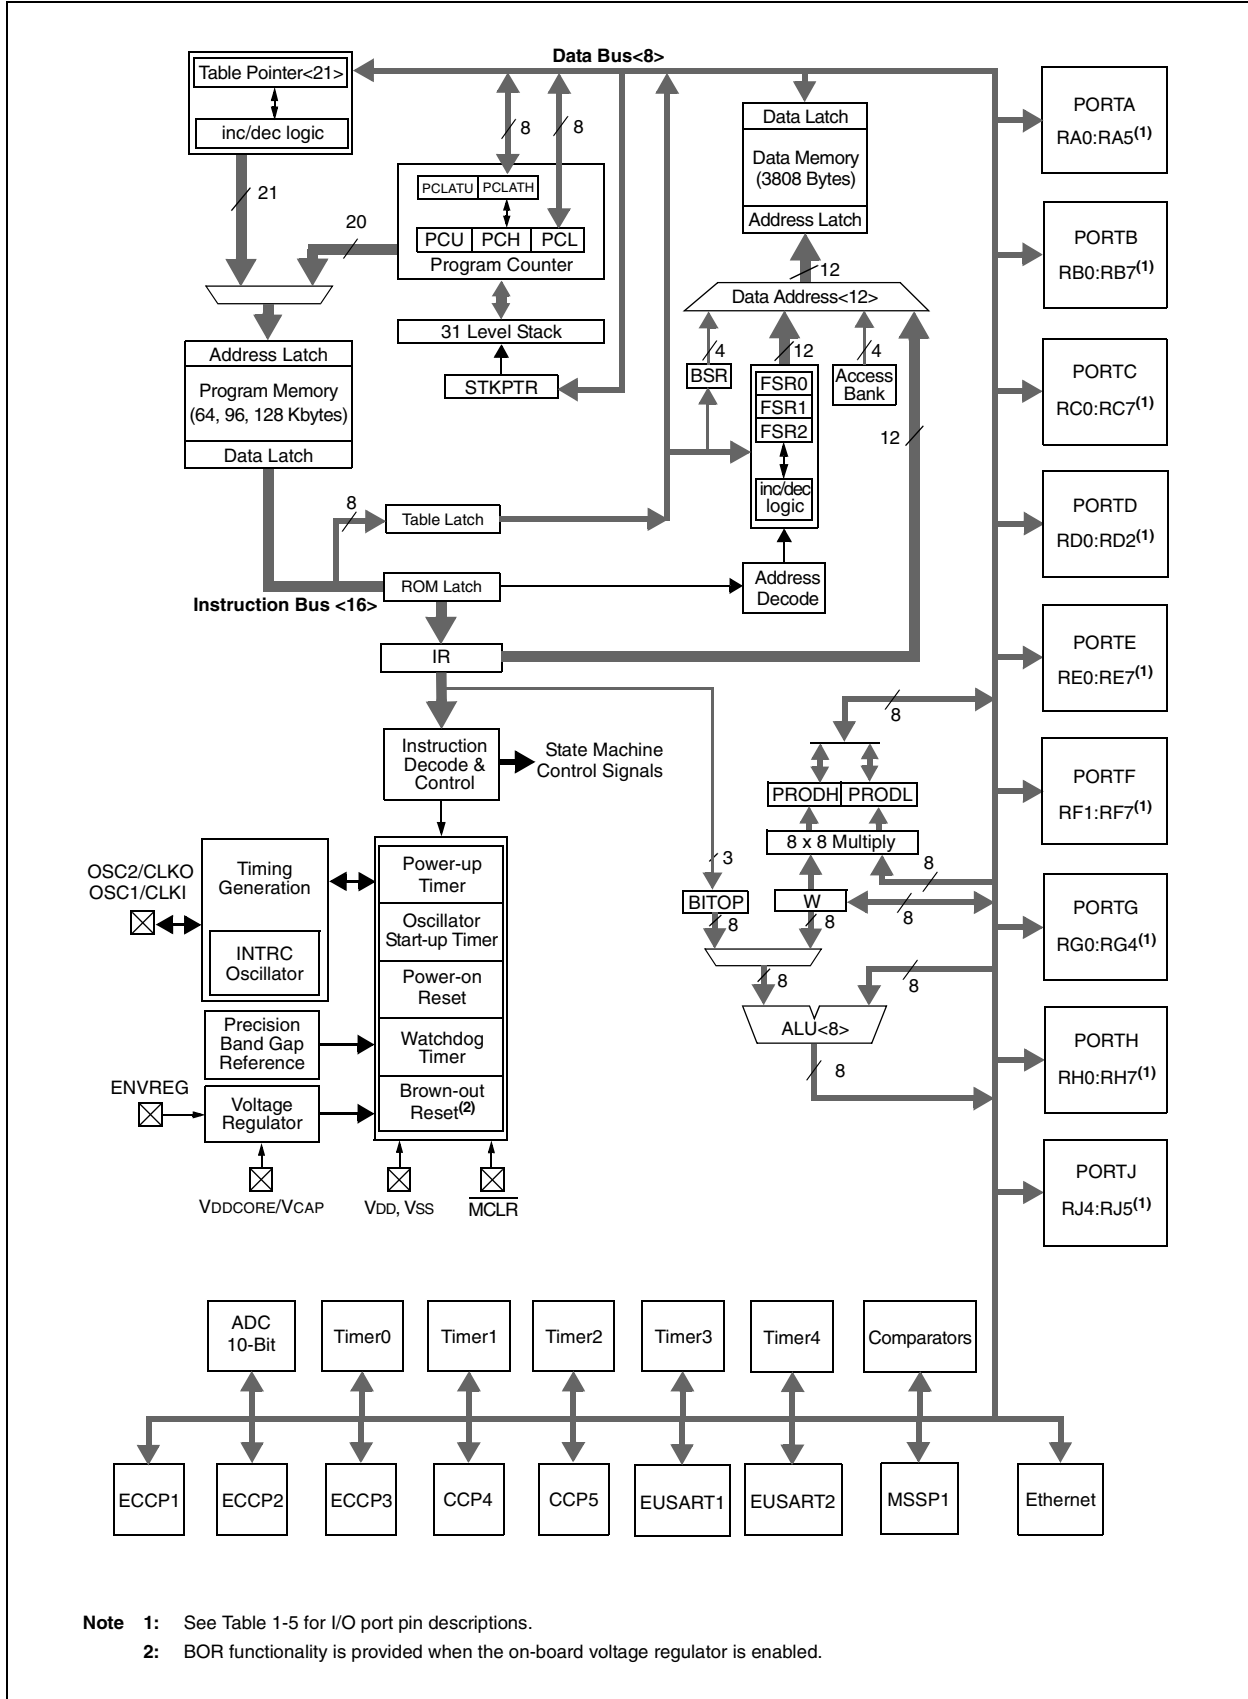 Data Bus<8>
Table Pointer<21>
inc/dec logic
21
20
8
8
PCLATU
PCLATH
PCU
PCH
PCL
Program Counter
31 Level Stack
STKPTR
Data Latch
Data Memory
(3808 Bytes)
Address Latch
12
Data Address<12>
4
12
4
BSR
FSR0
FSR1
FSR2
inc/dec
logic
Access
Bank
12
Address Latch
Program Memory
(64, 96, 128 Kbytes)
Data Latch
8
Table Latch
ROM Latch
Instruction Bus <16>
Address
Decode
IR
Instruction
Decode &
Control
State Machine
Control Signals
8
PRODH
PRODL
8 x 8 Multiply
3
8
BITOP
W
8
8
8
8
8
ALU<8>
8
OSC2/CLKO
OSC1/CLKI
Timing
Generation
INTRC
Oscillator
Power-up
Timer
Oscillator
Start-up Timer
Power-on
Reset
Watchdog
Timer
Brown-out
Reset(2)
Precision
Band Gap
Reference
ENVREG
Voltage
Regulator
VDDCORE/VCAP
VDD, VSS
MCLR
PORTA
RA0:RA5(1)
PORTB
RB0:RB7(1)
PORTC
RC0:RC7(1)
PORTD
RD0:RD2(1)
PORTE
RE0:RE7(1)
PORTF
RF1:RF7(1)
PORTG
RG0:RG4(1)
PORTH
RH0:RH7(1)
PORTJ
RJ4:RJ5(1)
ADC
10-Bit
Timer0
Timer1
Timer2
Timer3
Timer4
Comparators
ECCP1
ECCP2
ECCP3
CCP4
CCP5
EUSART1
EUSART2
MSSP1
Ethernet
Note 1: See Table 1-5 for I/O port pin descriptions.
2: BOR functionality is provided when the on-board voltage regulator is enabled.